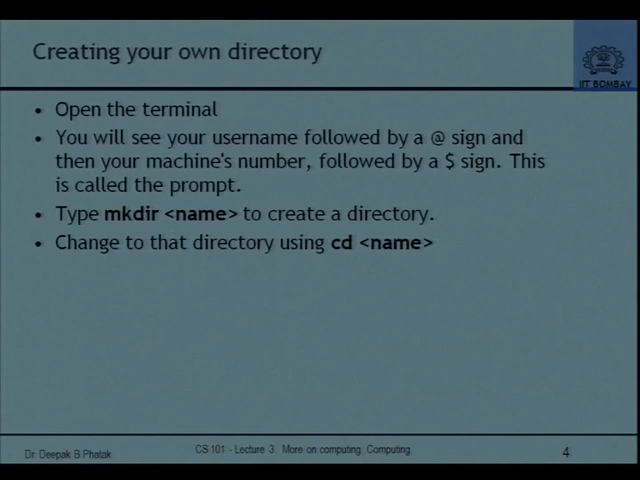 Creating your own directory
IIT BOMBAY
• Open the terminal
• You will see your username followed by a @ sign and
then your machine's number, followed by a $ sign. This
is called the prompt.
• Type mkdir <name> to create a directory.
• Change to that directory using cd <name>
Dr. Deepak B Phatak
CS 101 - Lecture 3. More on computing. Computing.
4